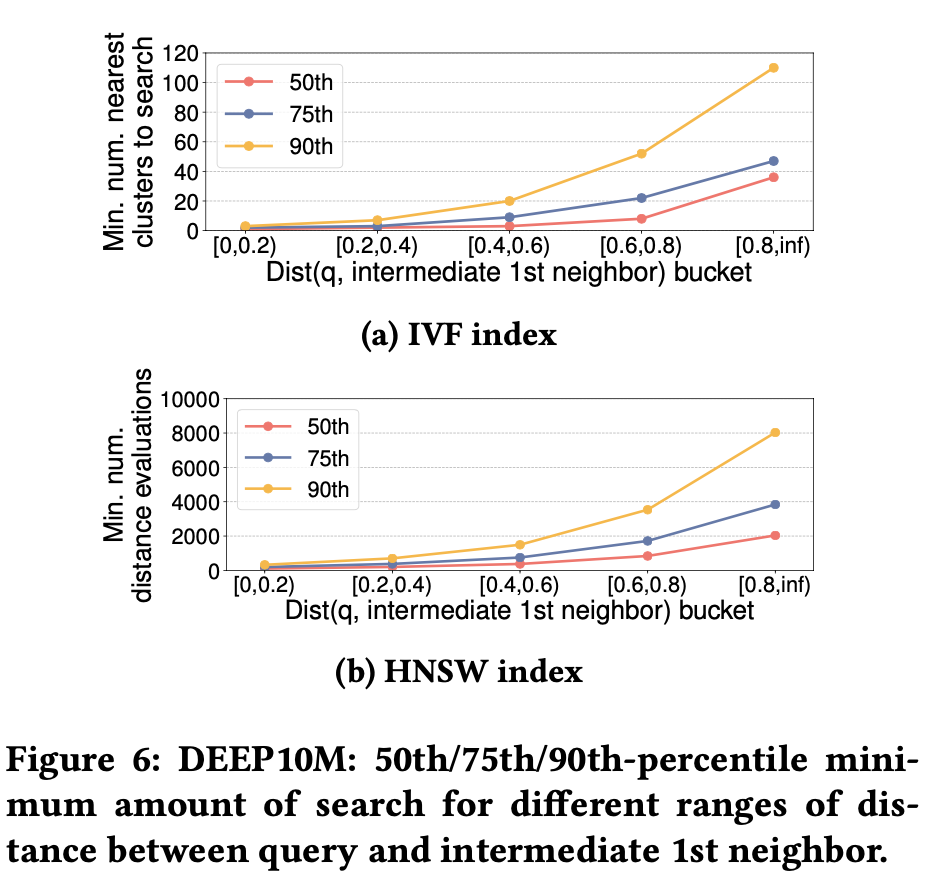 Min. num. nearest
clusters to search
120
100
80
60
40
20
0
50th
75th
90th
[0,0.2) [0.2,0.4) [0.4,0.6) [0.6,0.8) [0.8,inf)
Dist(q, intermediate 1st neighbor) bucket
(a) IVF index
Min. num.
distance evaluations
10000
8000
6000
4000
2000
0
50th
75th
90th
[0,0.2) [0.2,0.4) [0.4,0.6) [0.6,0.8) [0.8,inf)
Dist(q, intermediate 1st neighbor) bucket
(b) HNSW index
Figure 6: DEEP10M: 50th/75th/90th-percentile mini-
mum amount of search for different ranges of dis-
tance between query and intermediate 1st neighbor.